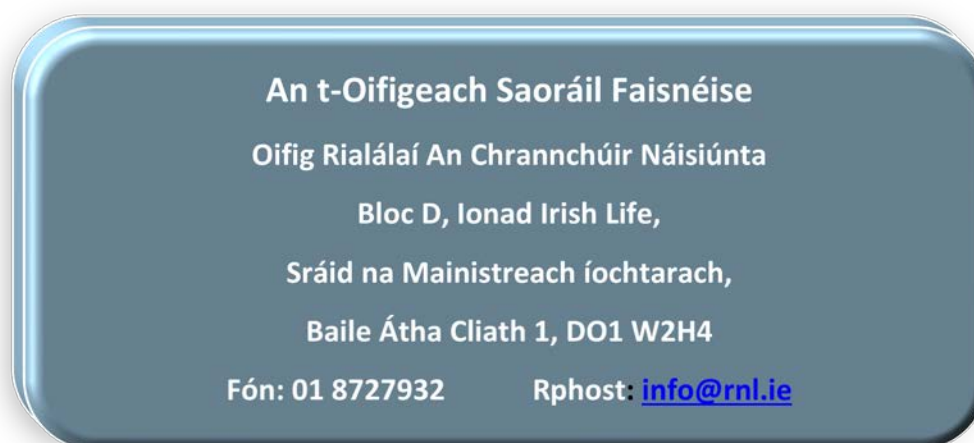 An t-Oifigeach Saoráil Faisnéise
Oifig Rialálaí An Chrannchúir Náisiúnta
Bloc D, Ionad Irish Life,
Sráid na Mainistreach íochtarach,
Baile Átha Cliath 1, DO1 W2H4
Fón: 01 8727932 Rphost: info@rnl.ie